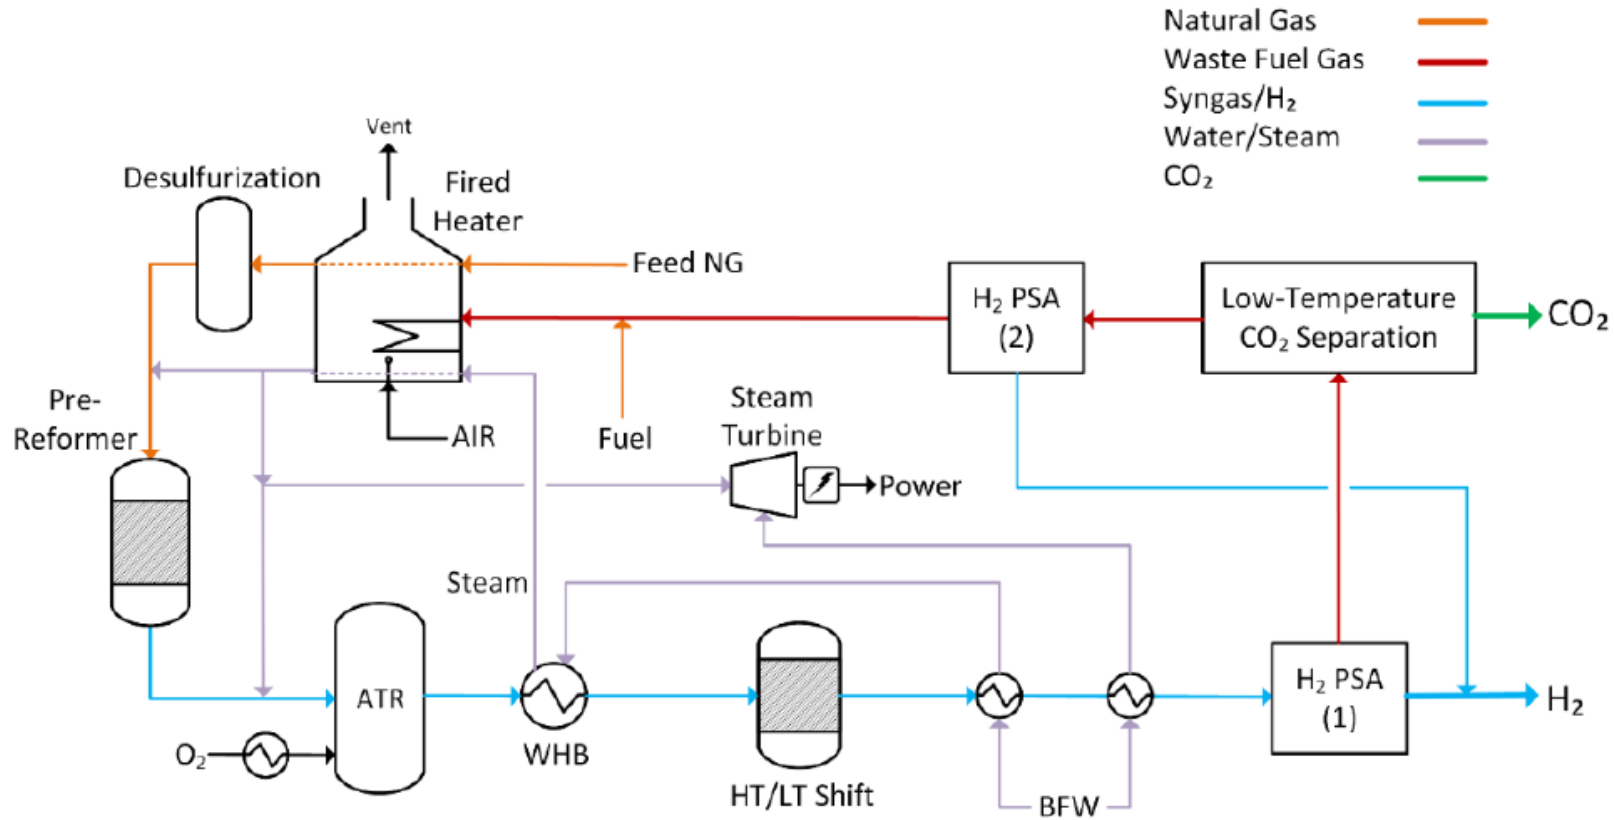 Natural Gas
Waste Fuel Gas
Syngas/H₂
Water/Steam
CO₂
Vent
Desulfurization
Fired
Heater
Feed NG
H₂ PSA
(2)
Low-Temperature
CO₂ Separation
CO₂
Pre-
Reformer
AIR
Fuel
Steam
Turbine
Power
Steam
ATR
O₂
WHB
HT/LT Shift
BFW
H₂ PSA
(1)
H₂